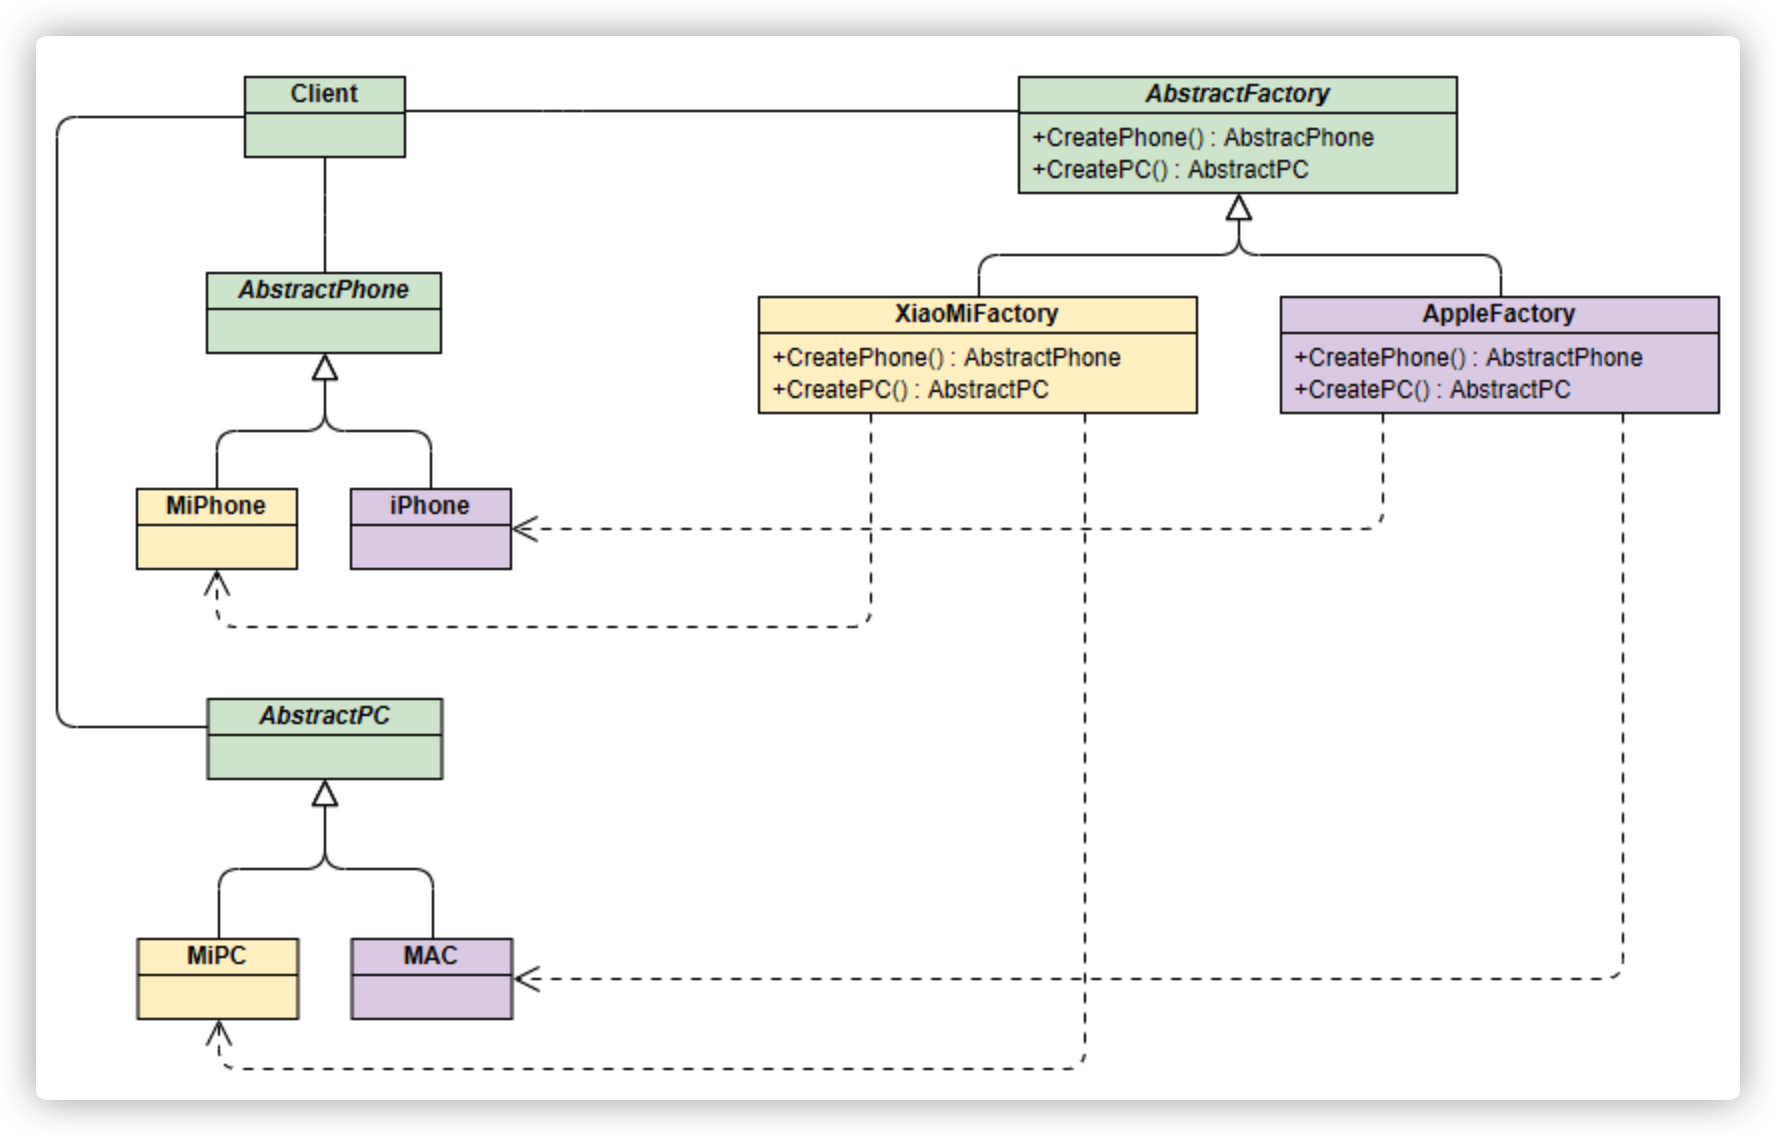 Client
AbstractFactory
+CreatePhone() : AbstracPhone
+CreatePC() : AbstractPC
AbstractPhone
XiaoMiFactory
+CreatePhone() : AbstractPhone
+CreatePC() : AbstractPC
AppleFactory
+CreatePhone() : AbstractPhone
+CreatePC() : AbstractPC
MiPhone
iPhone
AbstractPC
MiPC
MAC